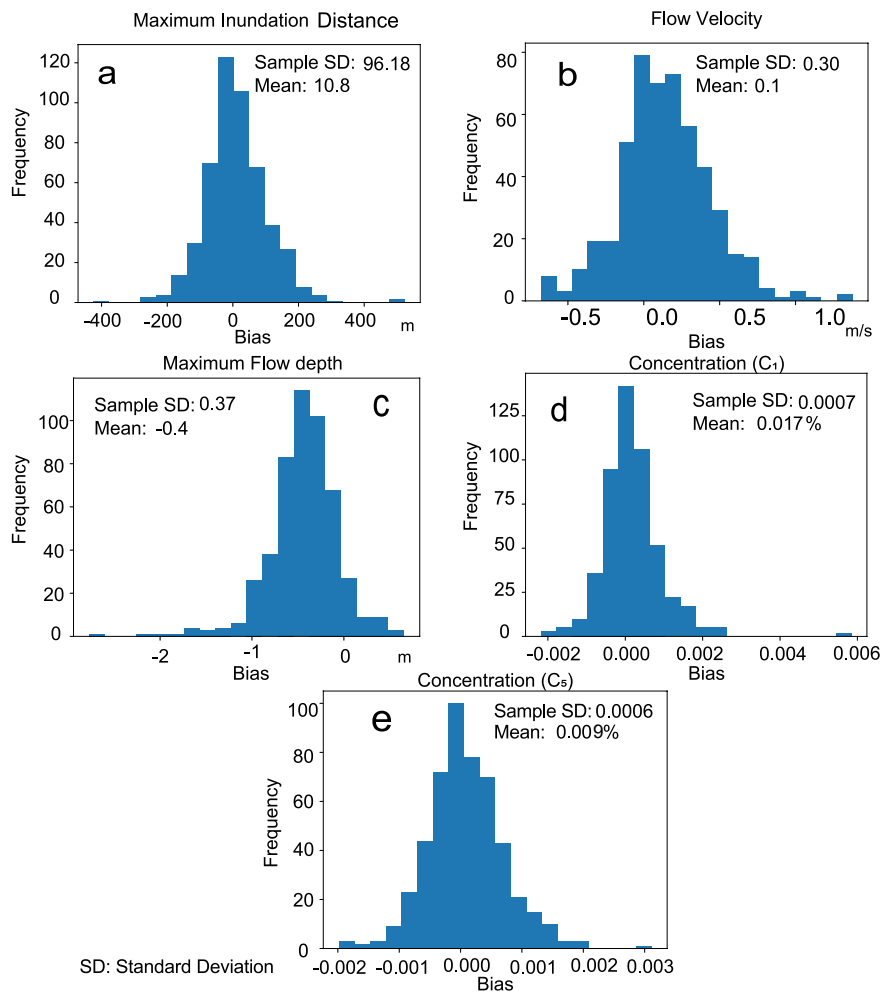 Maximum Inundation Distance
a
Sample SD: 96.18
Mean: 10.8
Frequency
120
100
80
60
40
20
0
-400 -200 0 200 400 m
Bias
Flow Velocity
b
Sample SD: 0.30
Mean: 0.1
Frequency
80
60
40
20
0
-0.5 0.0 0.5 1.0
m/s
Bias
Maximum Flow depth
c
Sample SD: 0.37
Mean: -0.4
Frequency
100
80
60
40
20
0
-2 -1 0 m
Bias
Concentration (C₁)
d
Sample SD: 0.0007
Mean: 0.017%
Frequency
125
100
75
50
25
0
-0.002 0.000 0.002 0.004 0.006
Bias
Concentration (C₅)
e
Sample SD: 0.0006
Mean: 0.009%
Frequency
100
80
60
40
20
0
-0.002 -0.001 0.000 0.001 0.002 0.003
Bias
SD: Standard Deviation